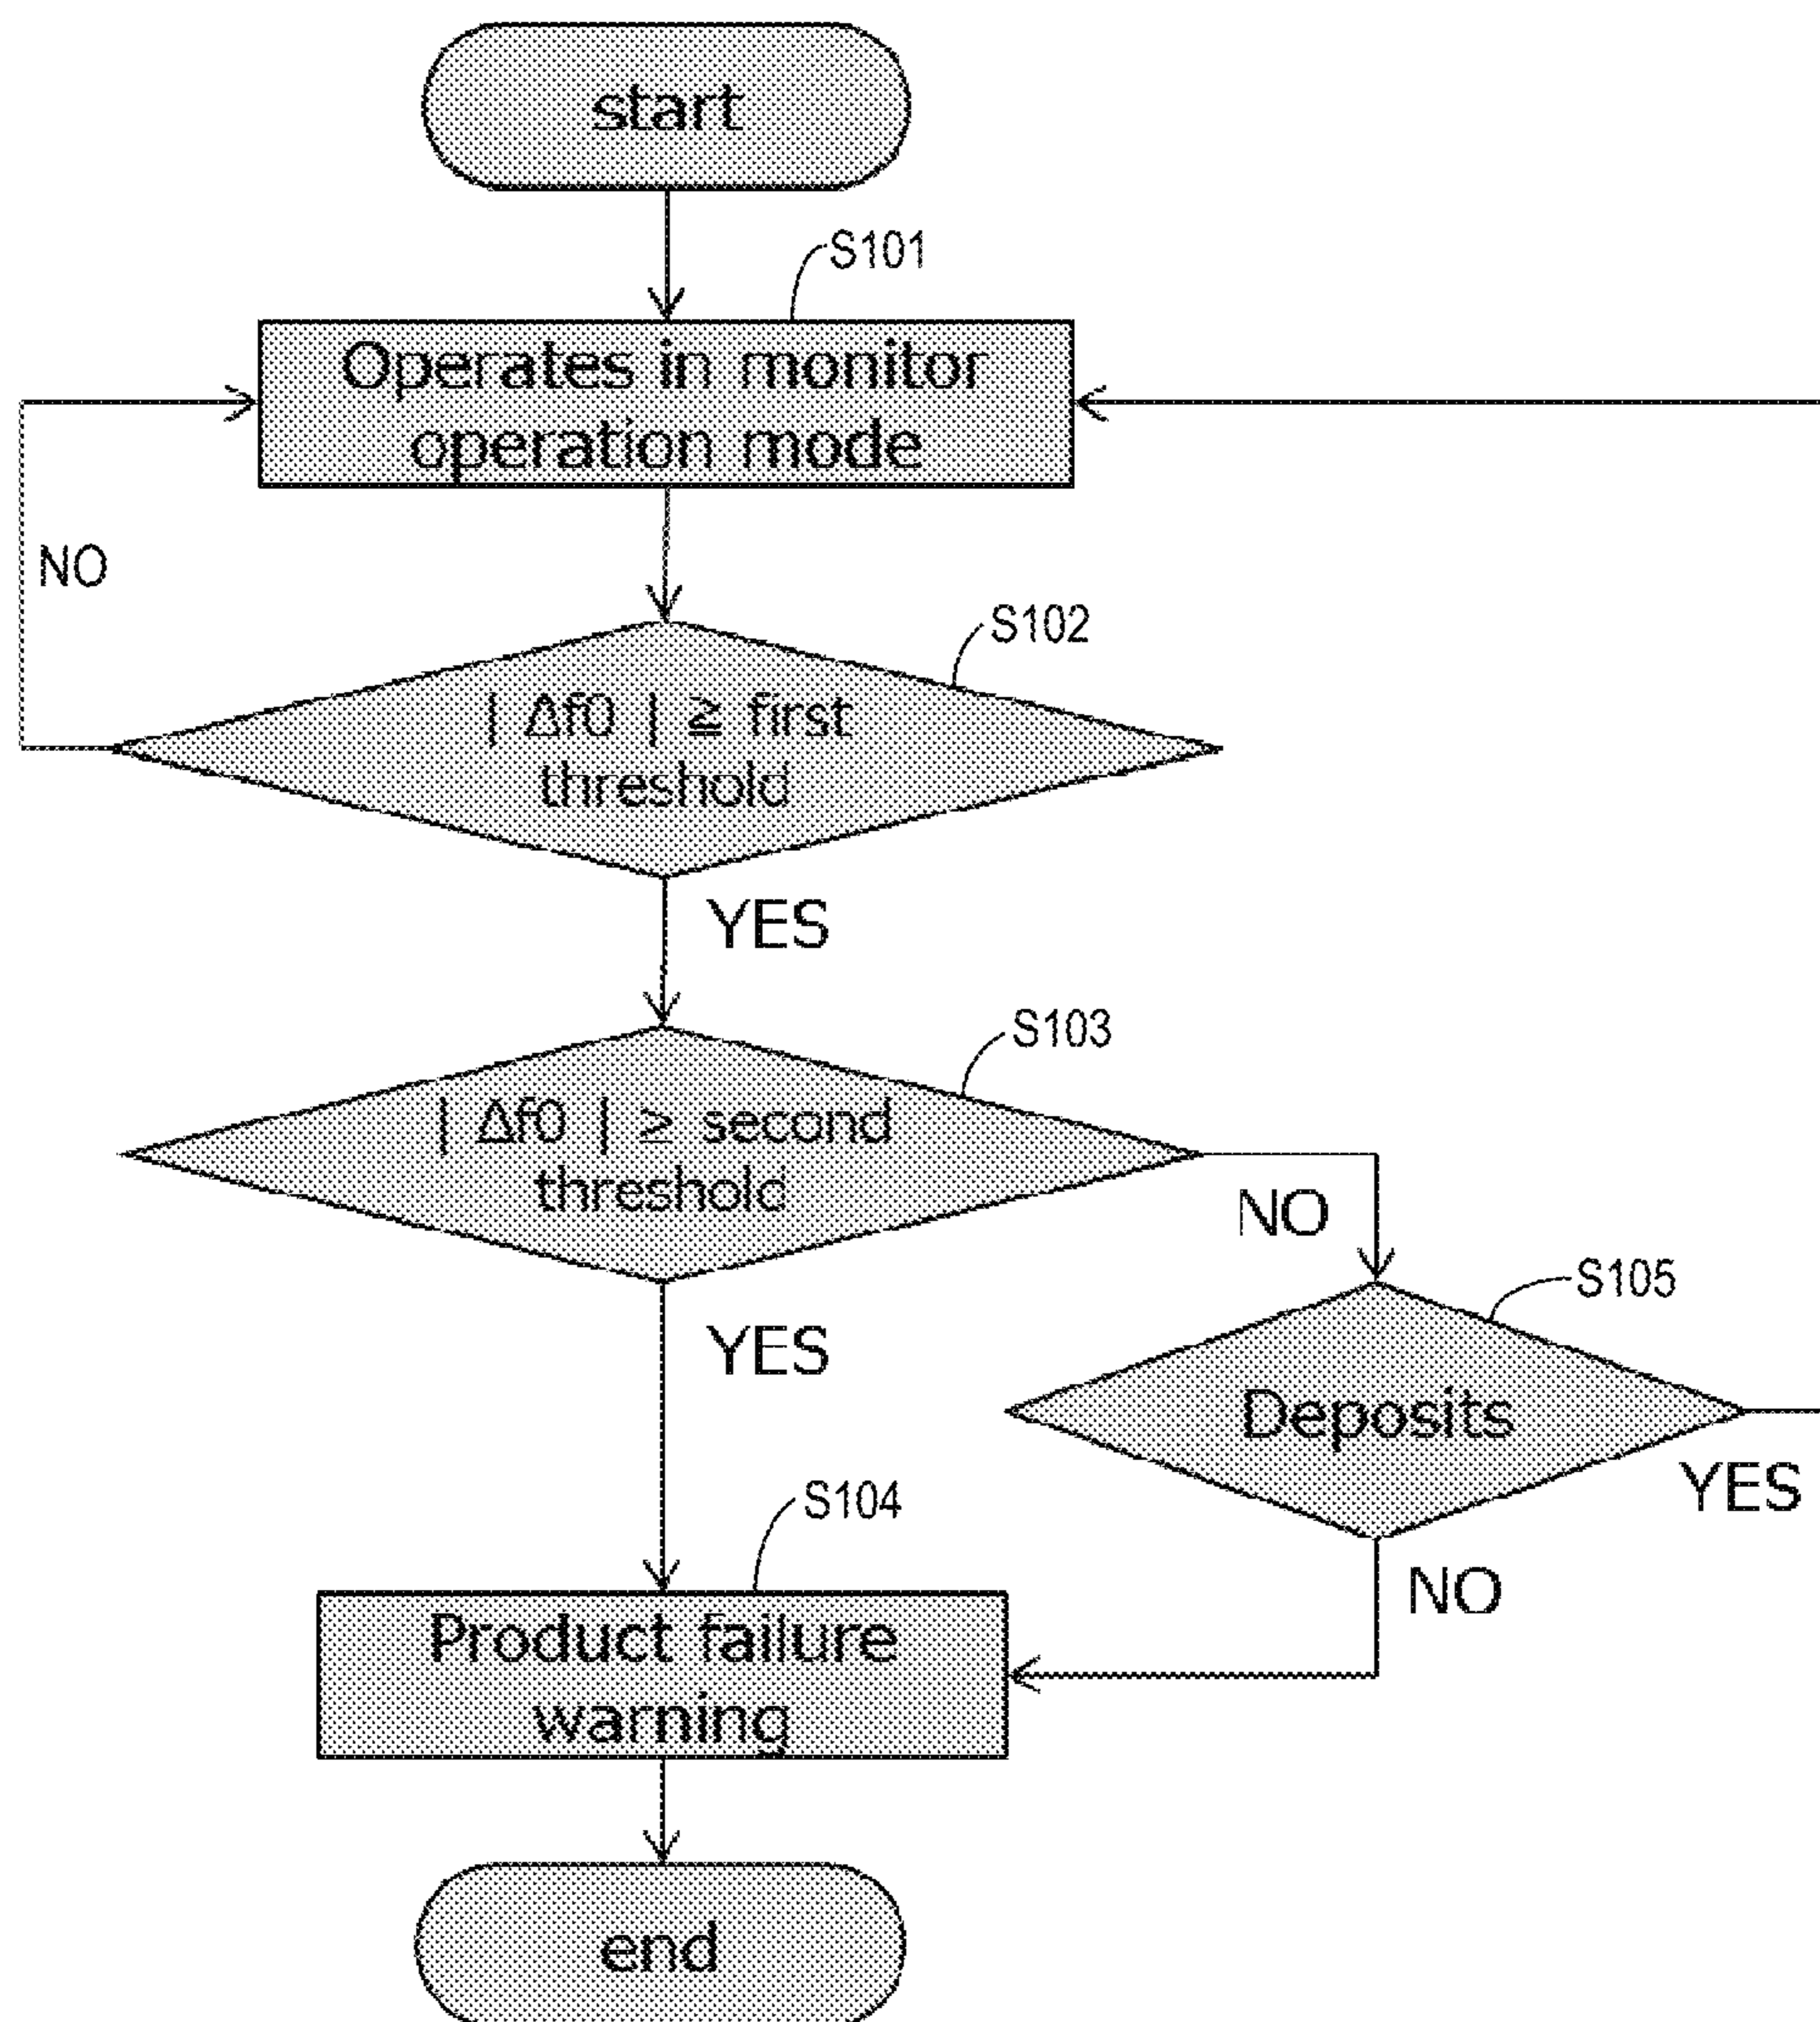 start
S101
Operates in monitor
operation mode
NO
S102
| Δf0 | ≧ first
threshold
YES
S103
| Δf0 | ≥ second
threshold
NO
S105
YES
Deposits
YES
S104
NO
Product failure
warning
end